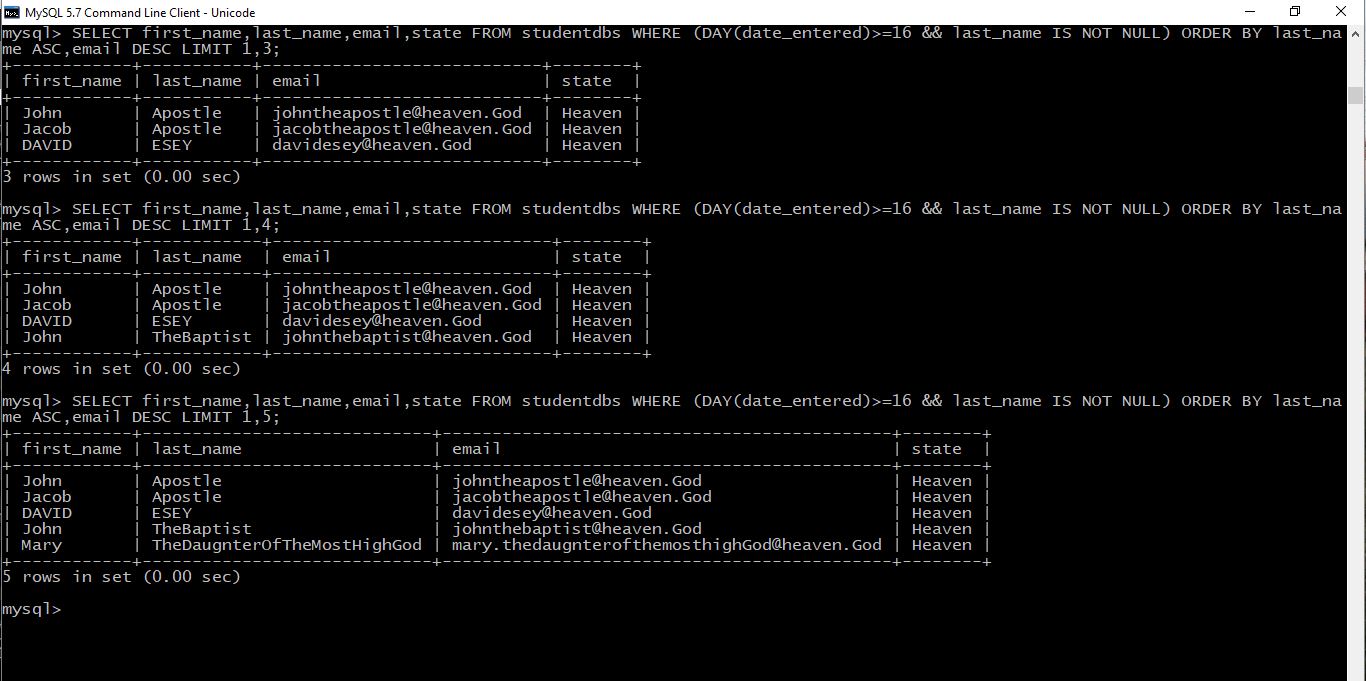 MySQL 5.7 Command Line Client - Unicode
mysql> SELECT first_name,last_name,email,state FROM studentdbs WHERE (DAY(date_entered)>=16 && last_name IS NOT NULL) ORDER BY last_na
me ASC,email DESC LIMIT 1,3;
+------------+-----------+----------------------------+--------+
| first_name | last_name | email                      | state  |
+------------+-----------+----------------------------+--------+
| John       | Apostle   | johntheapostle@heaven.God  | Heaven |
| Jacob      | Apostle   | jacobtheapostle@heaven.God | Heaven |
| DAVID      | ESEY      | davidesey@heaven.God       | Heaven |
+------------+-----------+----------------------------+--------+
3 rows in set (0.00 sec)
mysql> SELECT first_name,last_name,email,state FROM studentdbs WHERE (DAY(date_entered)>=16 && last_name IS NOT NULL) ORDER BY last_na
me ASC,email DESC LIMIT 1,4;
+------------+------------+----------------------------+--------+
| first_name | last_name  | email                      | state  |
+------------+------------+----------------------------+--------+
| John       | Apostle    | johntheapostle@heaven.God  | Heaven |
| Jacob      | Apostle    | jacobtheapostle@heaven.God | Heaven |
| DAVID      | ESEY       | davidesey@heaven.God       | Heaven |
| John       | TheBaptist | johnthebaptist@heaven.God  | Heaven |
+------------+------------+----------------------------+--------+
4 rows in set (0.00 sec)
mysql> SELECT first_name,last_name,email,state FROM studentdbs WHERE (DAY(date_entered)>=16 && last_name IS NOT NULL) ORDER BY last_na
me ASC,email DESC LIMIT 1,5;
+------------+-----------------------------+---------------------------------------------+--------+
| first_name | last_name                   | email                                       | state  |
+------------+-----------------------------+---------------------------------------------+--------+
| John       | Apostle                     | johntheapostle@heaven.God                   | Heaven |
| Jacob      | Apostle                     | jacobtheapostle@heaven.God                  | Heaven |
| DAVID      | ESEY                        | davidesey@heaven.God                        | Heaven |
| John       | TheBaptist                  | johnthebaptist@heaven.God                   | Heaven |
| Mary       | TheDaugnterOfTheMostHighGod | mary.thedaugnterofthemosthighGod@heaven.God | Heaven |
+------------+-----------------------------+---------------------------------------------+--------+
5 rows in set (0.00 sec)
mysql>